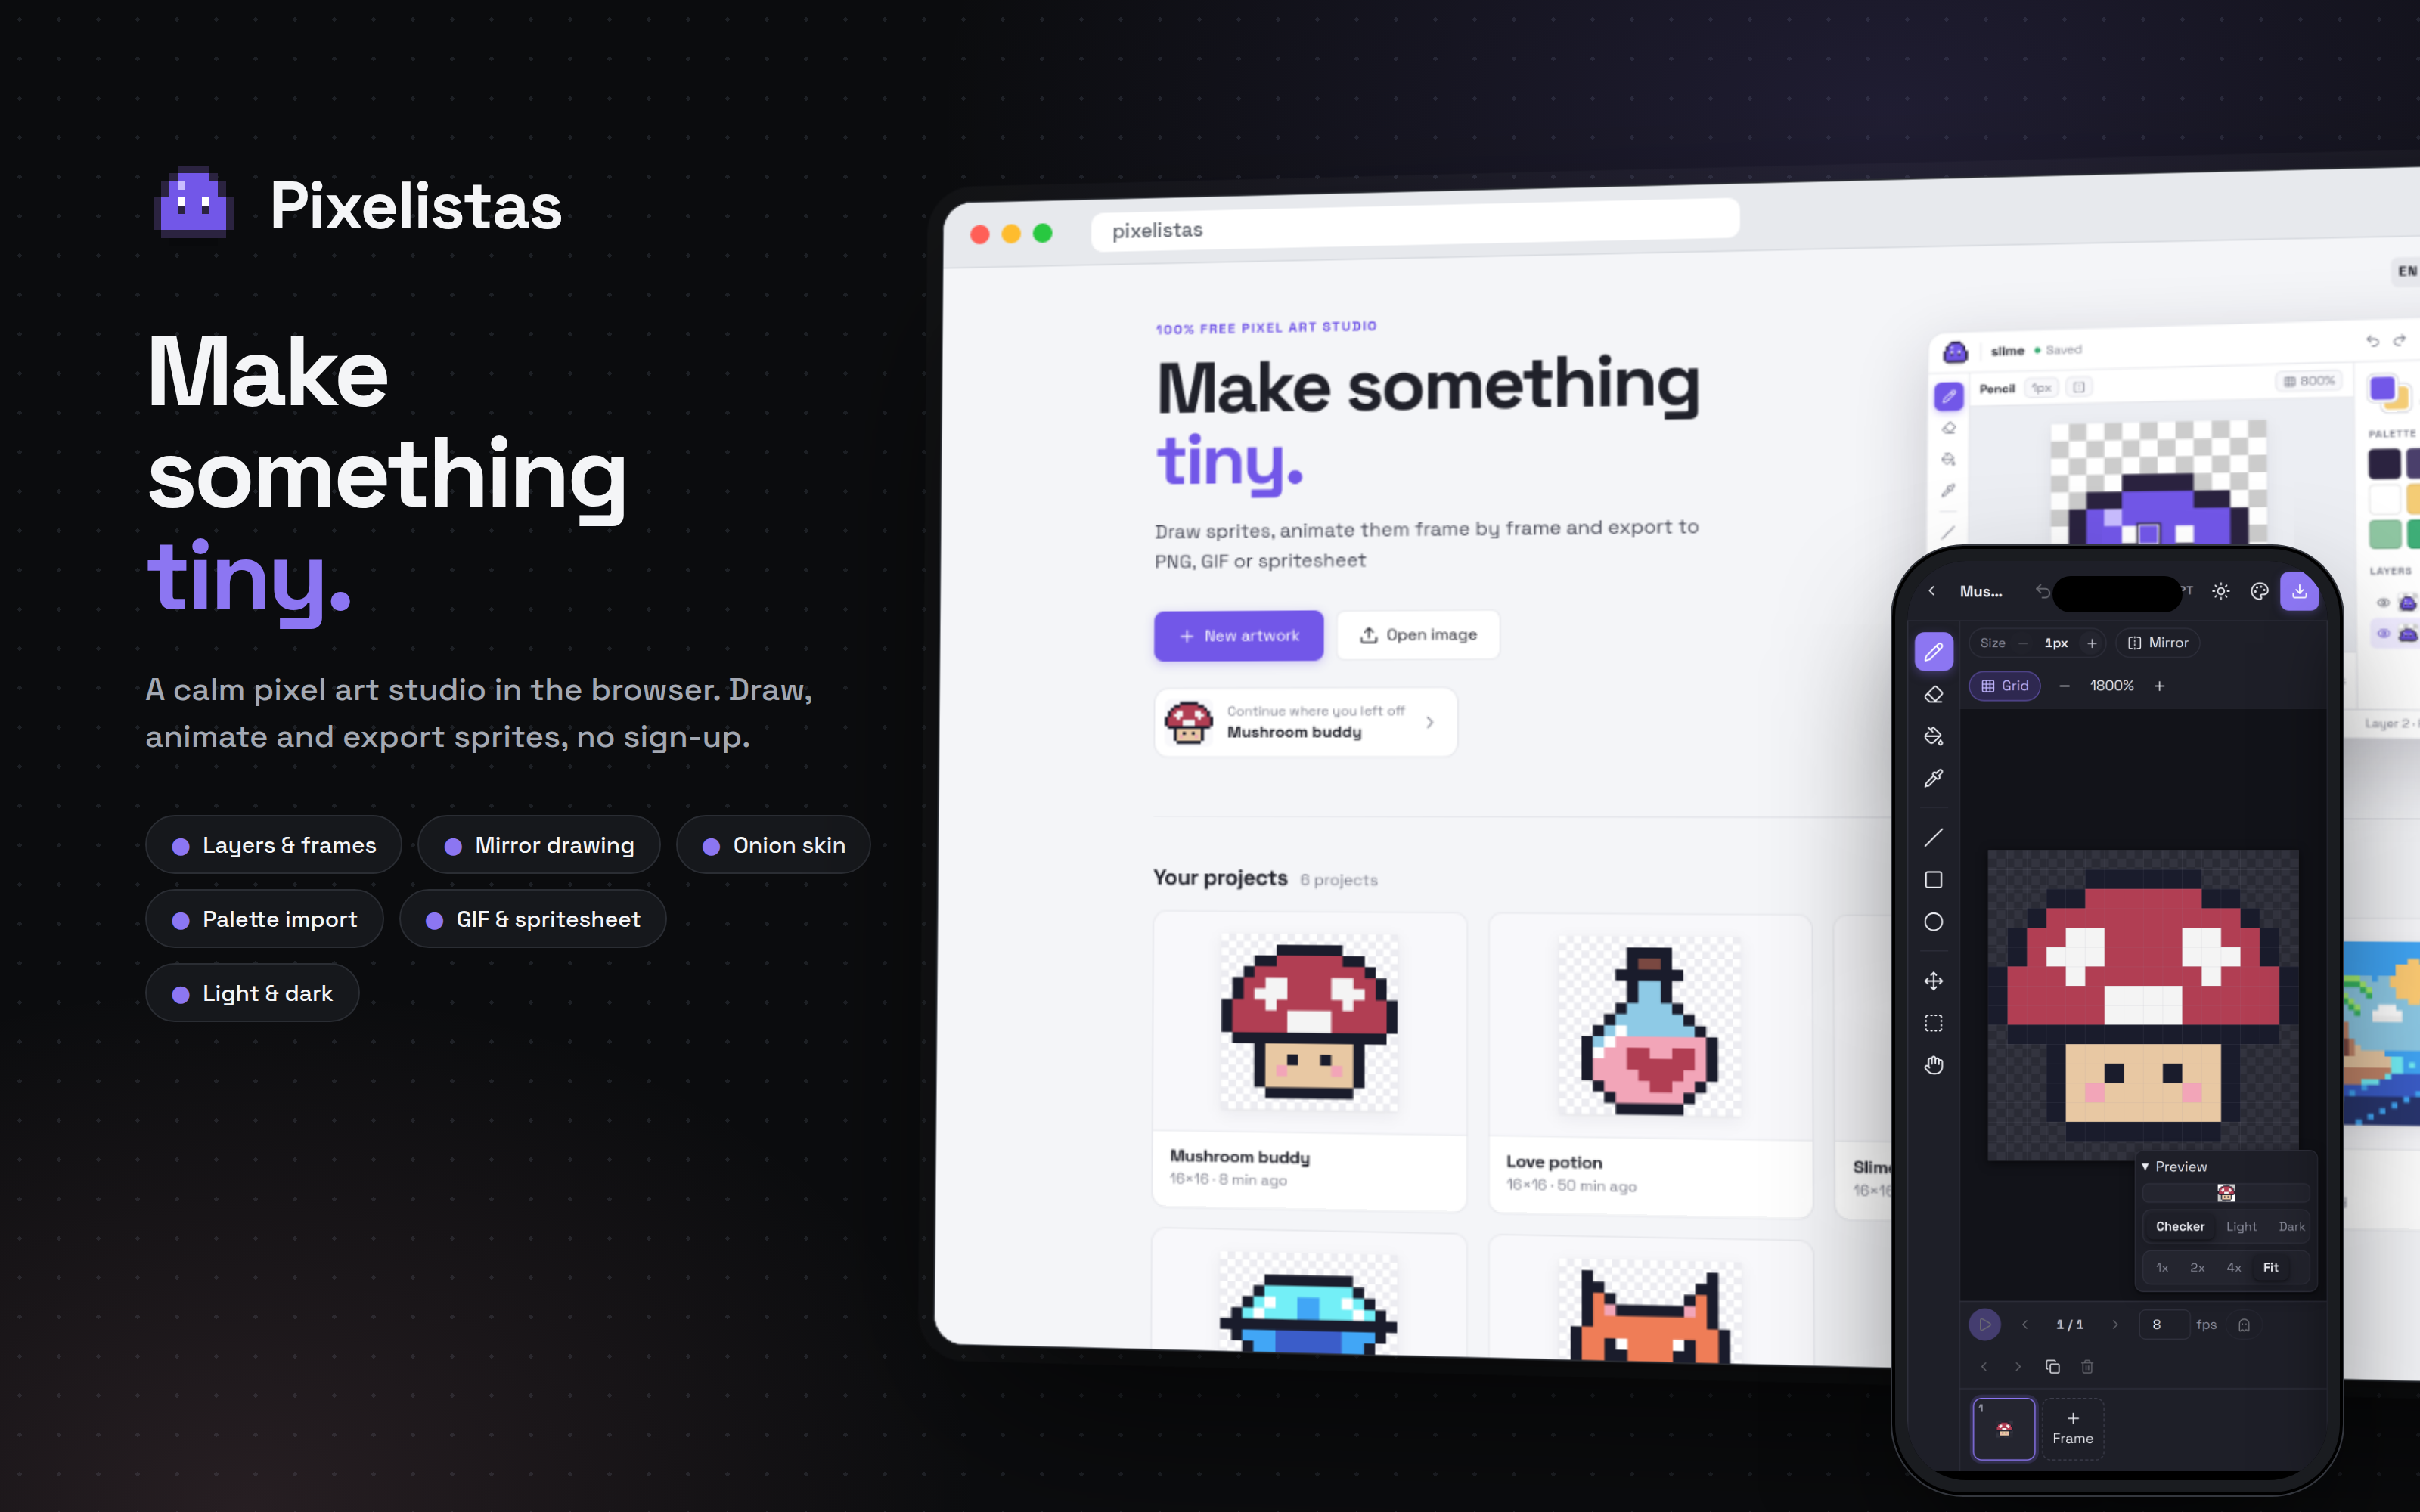 Pixelistas
Make
something
tiny.
A calm pixel art studio in the browser. Draw,
animate and export sprites, no sign-up.
Layers & frames
Mirror drawing
Onion skin
Palette import
GIF & spritesheet
Light & dark
pixelistas
EN
100% FREE PIXEL ART STUDIO
Make something
tiny.
Draw sprites, animate them frame by frame and export to
PNG, GIF or spritesheet
New artwork
Open image
Continue where you left off
Mushroom buddy
Your projects 6 projects
Mushroom buddy
16×16 · 8 min ago
Love potion
16×16 · 50 min ago
slime Saved
Pencil 1px 800%
PALETTE
LAYERS
Layer 2
Mus...
Size 1px Mirror
Grid 1800%
Preview
Checker Light Dark
1x 2x 4x Fit
1 / 1 8 fps
1
Frame